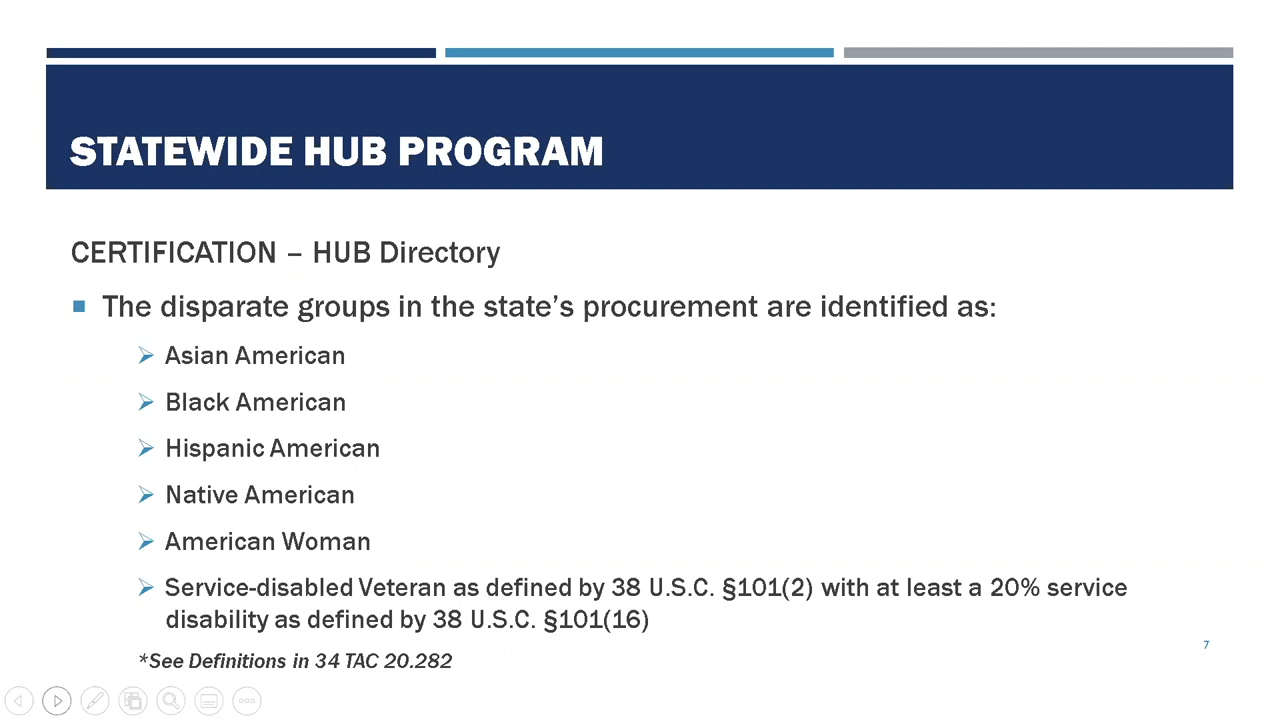 STATEWIDE HUB PROGRAM
CERTIFICATION – HUB Directory
The disparate groups in the state’s procurement are identified as:
Asian American
Black American
Hispanic American
Native American
American Woman
Service-disabled Veteran as defined by 38 U.S.C. §101(2) with at least a 20% service
disability as defined by 38 U.S.C. §101(16)
*See Definitions in 34 TAC 20.282
7